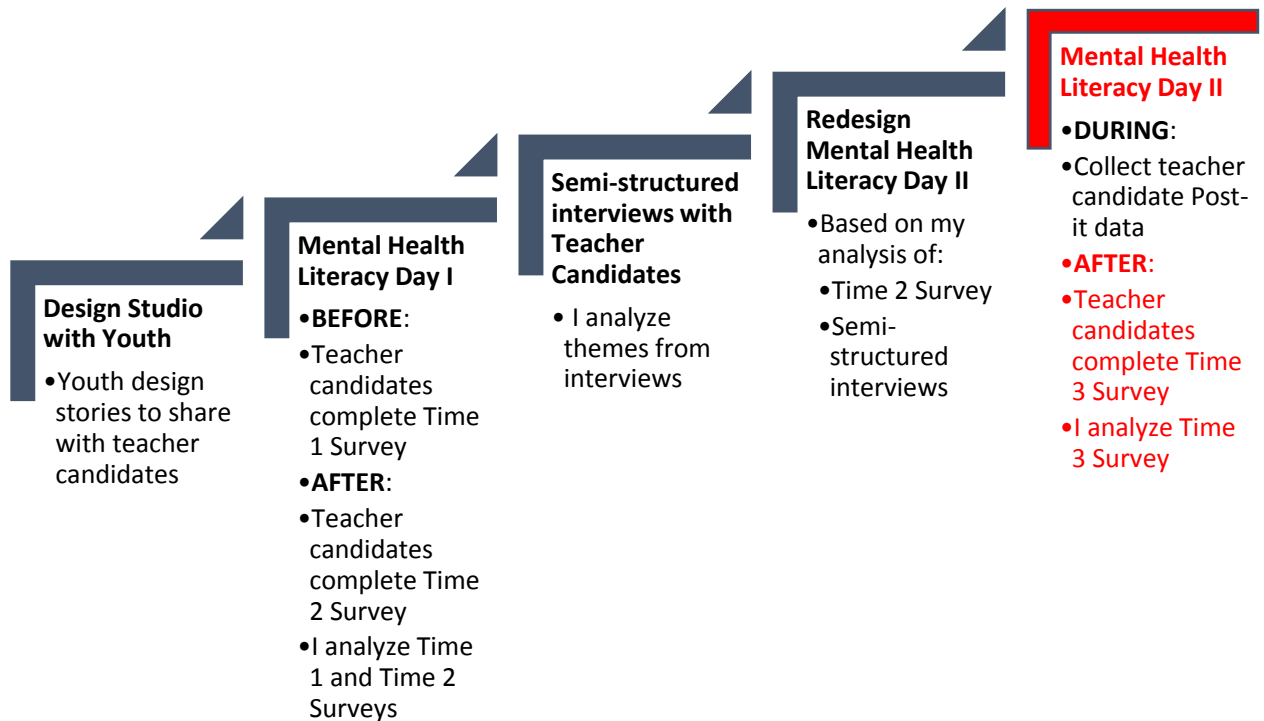 Design Studio
with Youth
•Youth design
stories to share
with teacher
candidates
Mental Health
Literacy Day I
•BEFORE:
•Teacher
candidates
complete Time
1 Survey
•AFTER:
•Teacher
candidates
complete Time
2 Survey
•I analyze Time
1 and Time 2
Surveys
Semi-structured
interviews with
Teacher
Candidates
• I analyze
themes from
interviews
Redesign
Mental Health
Literacy Day II
•Based on my
analysis of:
•Time 2 Survey
•Semi-
structured
interviews
Mental Health
Literacy Day II
•DURING:
•Collect teacher
candidate Post-
it data
•AFTER:
•Teacher
candidates
complete Time
3 Survey
•I analyze Time
3 Survey